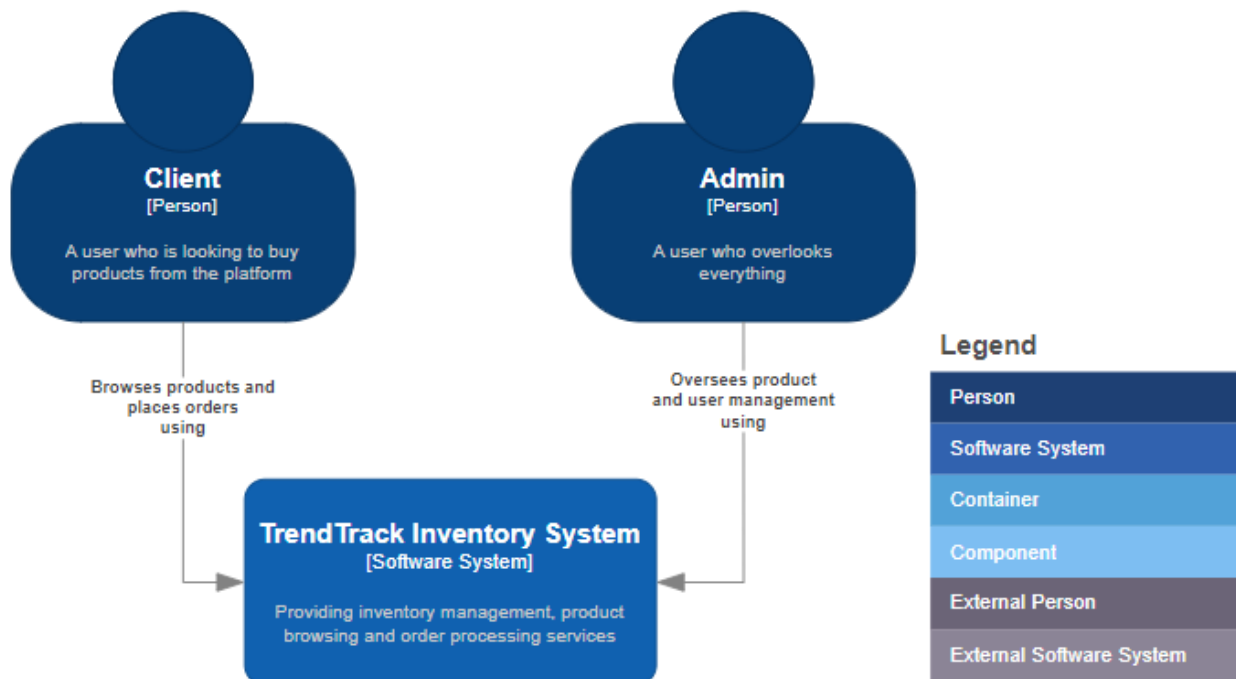 Client
[Person]
A user who is looking to buy
products from the platform
Admin
[Person]
A user who overlooks
everything
Browses products and
places orders
using
Oversees product
and user management
using
TrendTrack Inventory System
[Software System]
Providing inventory management, product
browsing and order processing services
Legend
Person
Software System
Container
Component
External Person
External Software System